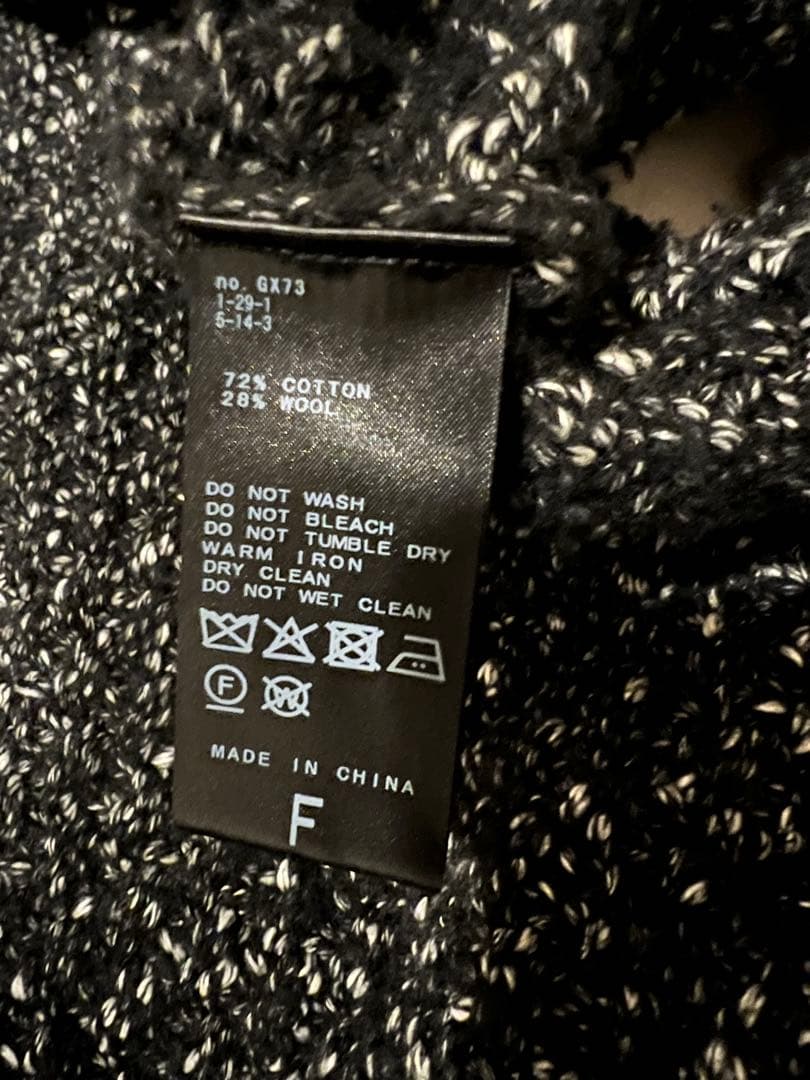 no. GX73
1-29-1
5-14-3
72% COTTON
28% WOOL
DO NOT WASH
DO NOT BLEACH
DO NOT TUMBLE DRY
WARM IRON
DRY CLEAN
DO NOT WET CLEAN
F W
MADE IN CHINA
F